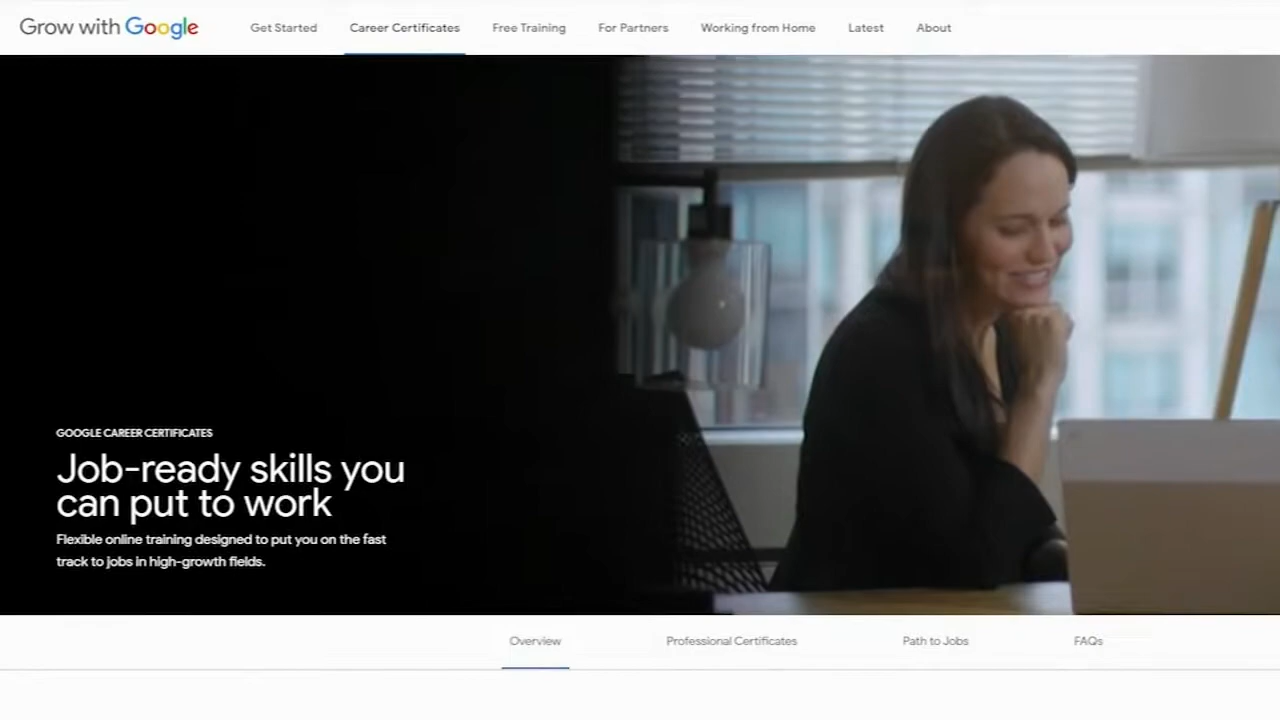 Grow with Google
Get Started
Career Certificates
Free Training
For Partners
Working from Home
Latest
About
GOOGLE CAREER CERTIFICATES
Job-ready skills you
can put to work
Flexible online training designed to put you on the fast
track to jobs in high-growth fields.
Overview
Professional Certificates
Path to Jobs
FAQs